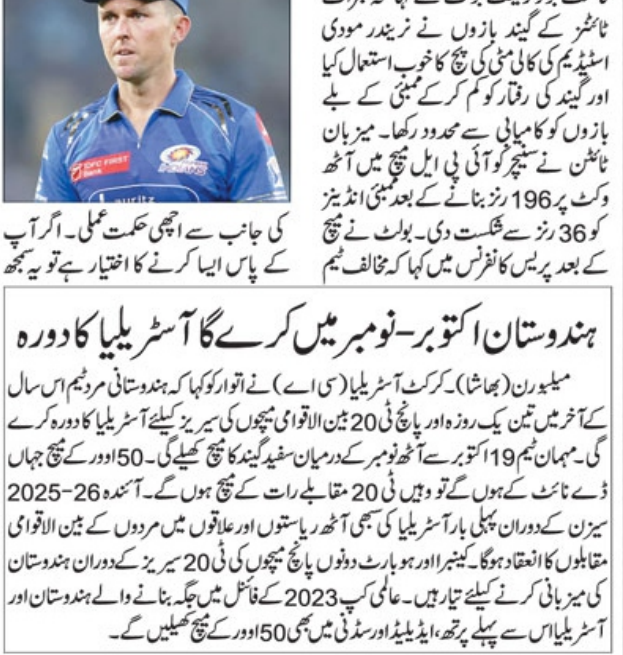 ٹائٹنز کے گیند بازوں نے نریندر مودی
اسٹیڈیم کی کالی مٹی کی پچ کا خوب استعمال کیا
اور گیند کی رفتار کو کم کر کے ممبئی کے بلے
بازوں کو کامیابی سے محدود رکھا۔ میزبان
ٹائٹن نے سنیچر کو آئی پی ایل میچ میں آٹھ
وکٹ پر 196 رنز بنانے کے بعد ممبئی انڈینز
کو 36 رنز سے شکست دی۔ بولٹ نے میچ
کے بعد پریس کانفرنس میں کہا کہ مخالف ٹیم
IDFC FIRST
Bank
MUMBAI
INDIANS
کی جانب سے اچھی حکمت عملی۔ اگر آپ
کے پاس ایسا کرنے کا اختیار ہے تو یہ سمجھ
ہندوستان اکتوبر-نومبر میں کرے گا آسٹریلیا کا دورہ
میلبورن (بھاشا)۔ کرکٹ آسٹریلیا (سی اے) نے اتوار کو کہا کہ ہندوستانی مرد ٹیم اس سال
کے آخر میں تین یک روزہ اور پانچ ٹی 20 بین الاقوامی میچوں کی سیریز کیلئے آسٹریلیا کا دورہ کرے
گی۔ مہمان ٹیم 19 اکتوبر سے آٹھ نومبر کے درمیان سفید گیند کا میچ کھیلے گی۔ 50 اوور کے میچ جہاں
ڈے نائٹ کے ہوں گے تو وہیں ٹی 20 مقابلے رات کے میچ ہوں گے۔ آئندہ 26-2025
سیزن کے دوران پہلی بار آسٹریلیا کی سبھی آٹھ ریاستوں اور علاقوں میں مردوں کے بین الاقوامی
مقابلوں کا انعقاد ہوگا۔ کینبرا اور ہوبارٹ دونوں پانچ میچوں کی ٹی 20 سیریز کے دوران ہندوستان
کی میزبانی کرنے کیلئے تیار ہیں۔ عالمی کپ 2023 کے فائنل میں جگہ بنانے والے ہندوستان اور
آسٹریلیا اس سے پہلے پرتھ، ایڈیلیڈ اور سڈنی میں بھی 50 اوور کے میچ کھیلیں گے۔